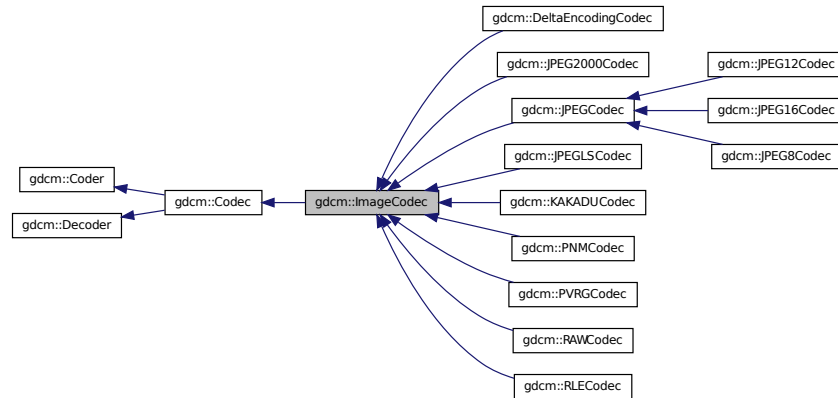 gdcm::DeltaEncodingCodec
gdcm::JPEG2000Codec
gdcm::JPEG12Codec
gdcm::JPEGCodec
gdcm::JPEG16Codec
gdcm::JPEGLSCodec
gdcm::JPEG8Codec
gdcm::Coder
gdcm::Codec
gdcm::ImageCodec
gdcm::KAKADUCodec
gdcm::Decoder
gdcm::PNMCodec
gdcm::PVRGCodec
gdcm::RAWCodec
gdcm::RLECodec